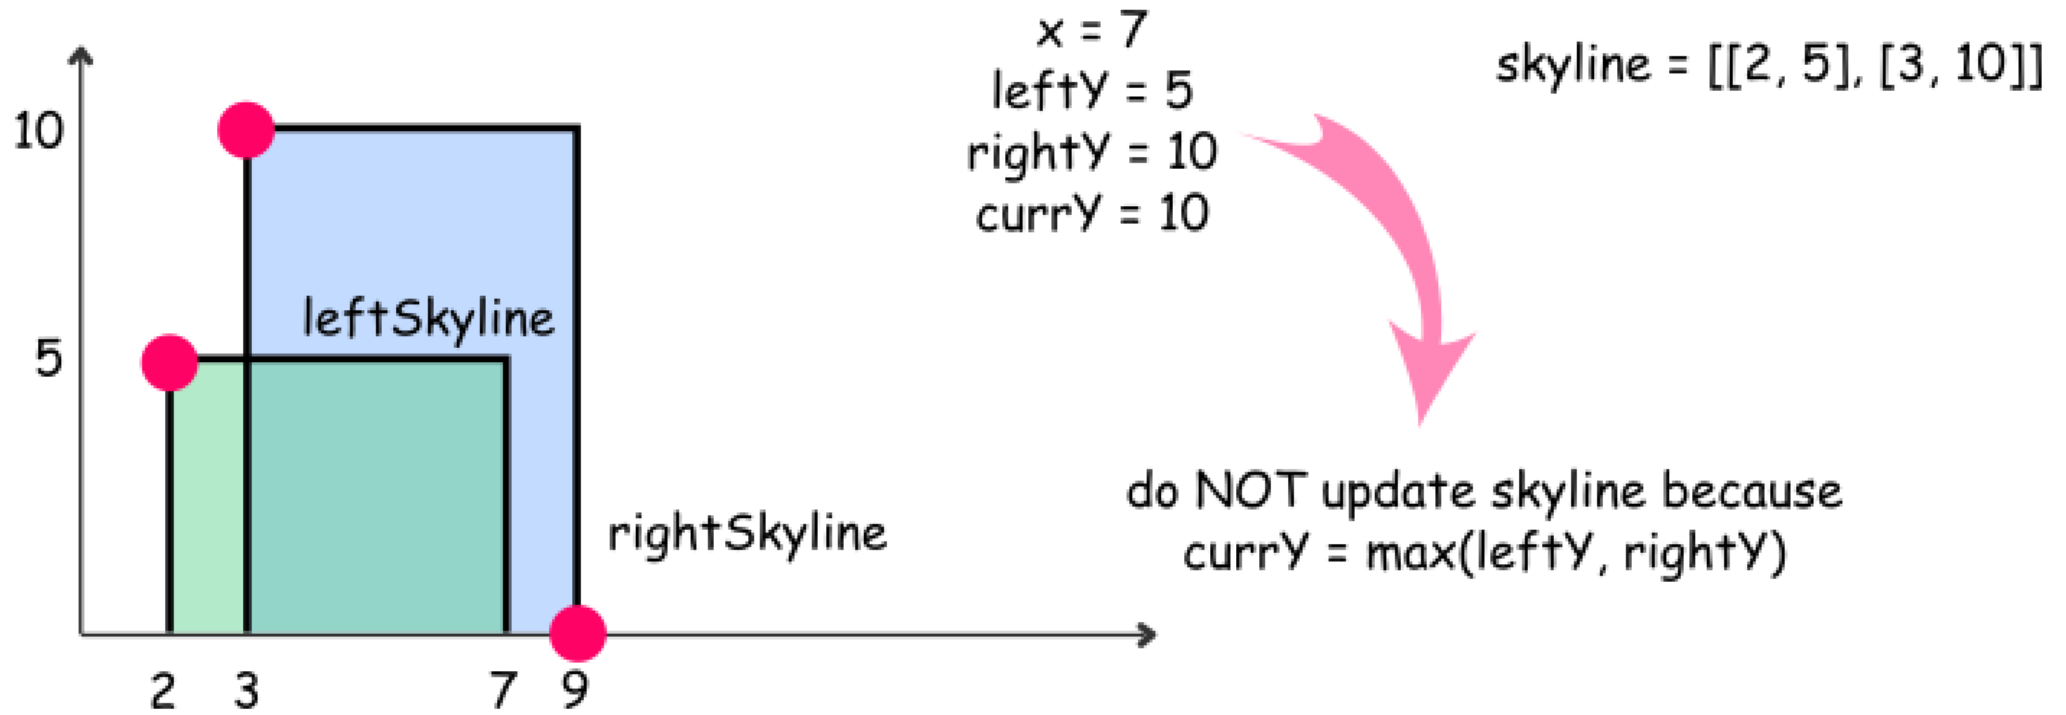 10
5
leftSkyline
rightSkyline
2 3 7 9
x = 7
leftY = 5
rightY = 10
currY = 10
skyline = [[2, 5], [3, 10]]
do NOT update skyline because
currY = max(leftY, rightY)